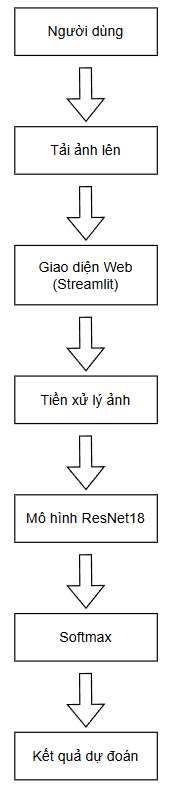 Người dùng
Tải ảnh lên
Giao diện Web
(Streamlit)
Tiền xử lý ảnh
Mô hình ResNet18
Softmax
Kết quả dự đoán